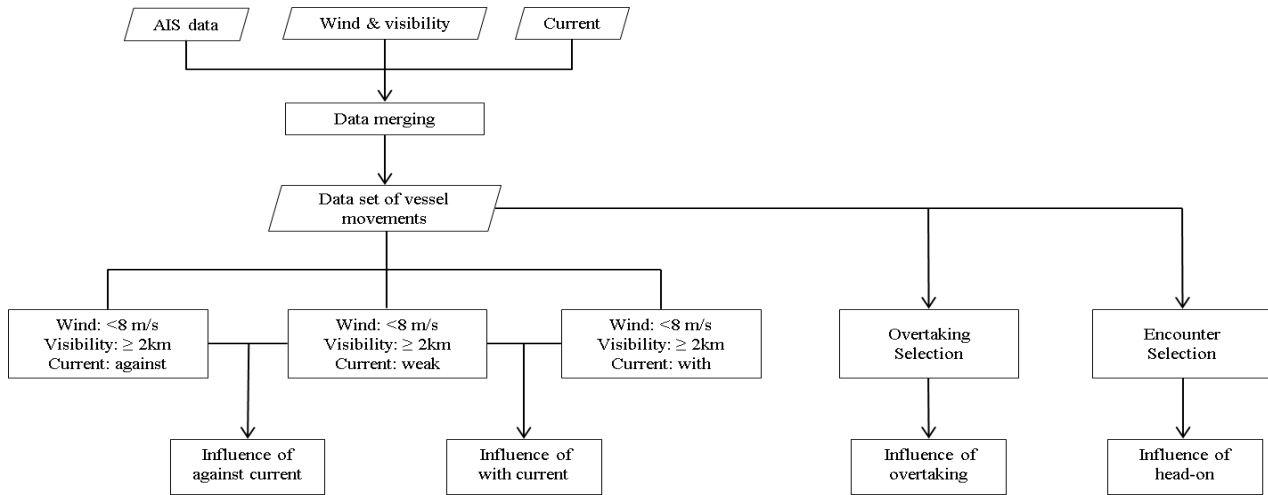 AIS data
Wind & visibility
Current
Data merging
Data set of vessel
movements
Wind: <8 m/s
Visibility: ≥ 2km
Current: against
Wind: <8 m/s
Visibility: ≥ 2km
Current: weak
Wind: <8 m/s
Visibility: ≥ 2km
Current: with
Overtaking
Selection
Encounter
Selection
Influence of
against current
Influence of
with current
Influence of
overtaking
Influence of
head-on